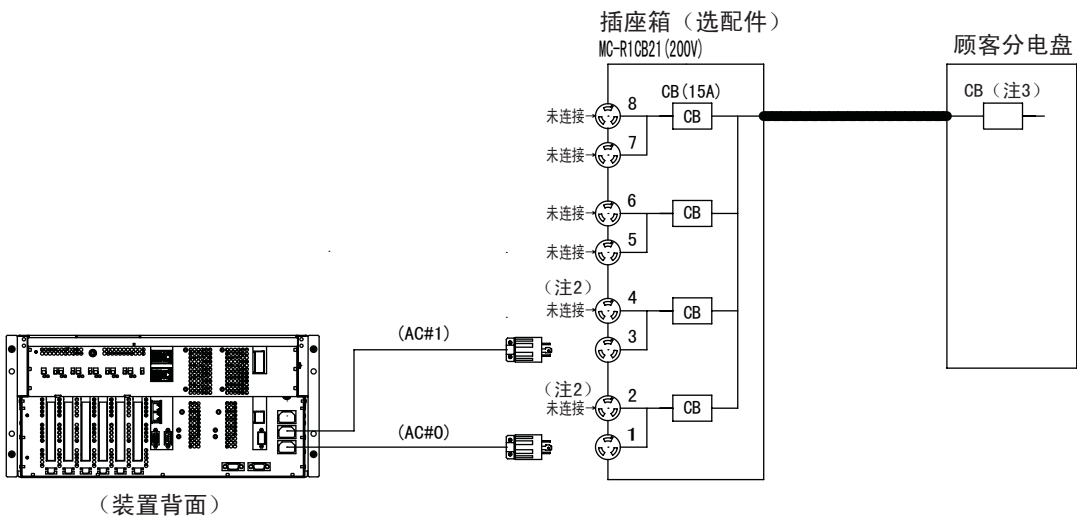 插座箱（选配件）
MC-R1CB21(200V)
顾客分电盘
CB(15A)
CB（注3）
未连接→
8
CB
未连接→
7
未连接→
6
CB
未连接→
5
（注2）
未连接→
4
CB
(AC#1)
3
（注2）
未连接→
2
CB
(AC#0)
1
（装置背面）